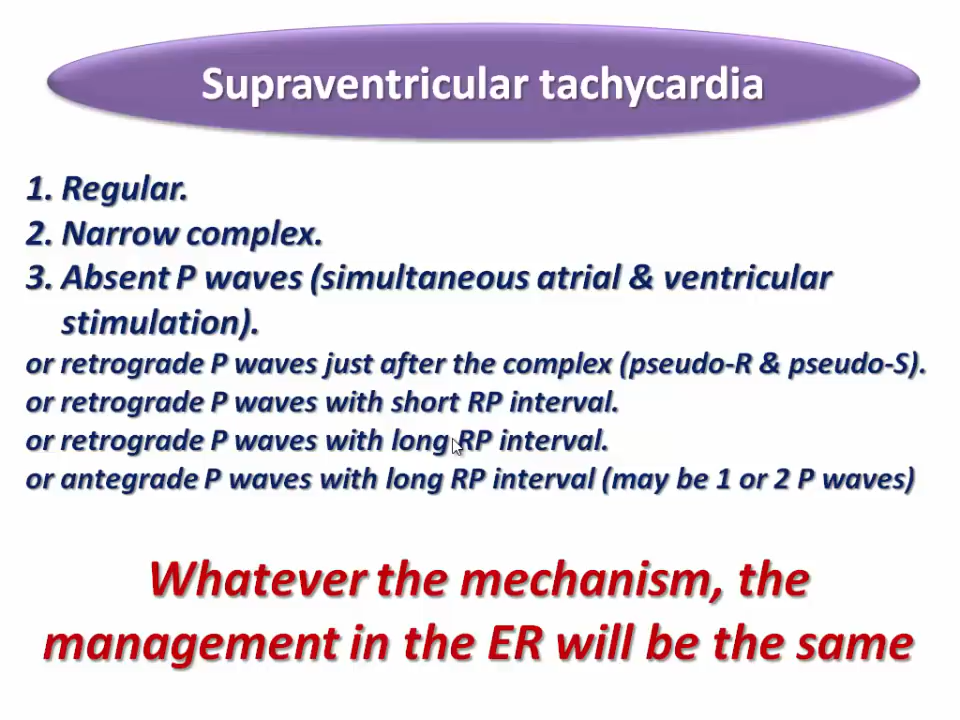 Supraventricular tachycardia
1. Regular.
2. Narrow complex.
3. Absent P waves (simultaneous atrial & ventricular
stimulation).
or retrograde P waves just after the complex (pseudo-R & pseudo-S).
or retrograde P waves with short RP interval.
or retrograde P waves with long RP interval.
or antegrade P waves with long RP interval (may be 1 or 2 P waves)
Whatever the mechanism, the
management in the ER will be the same